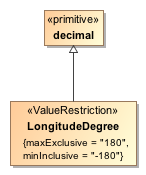 «primitive»
decimal
«ValueRestriction»
LongitudeDegree
{maxExclusive = "180",
minInclusive = "-180"}